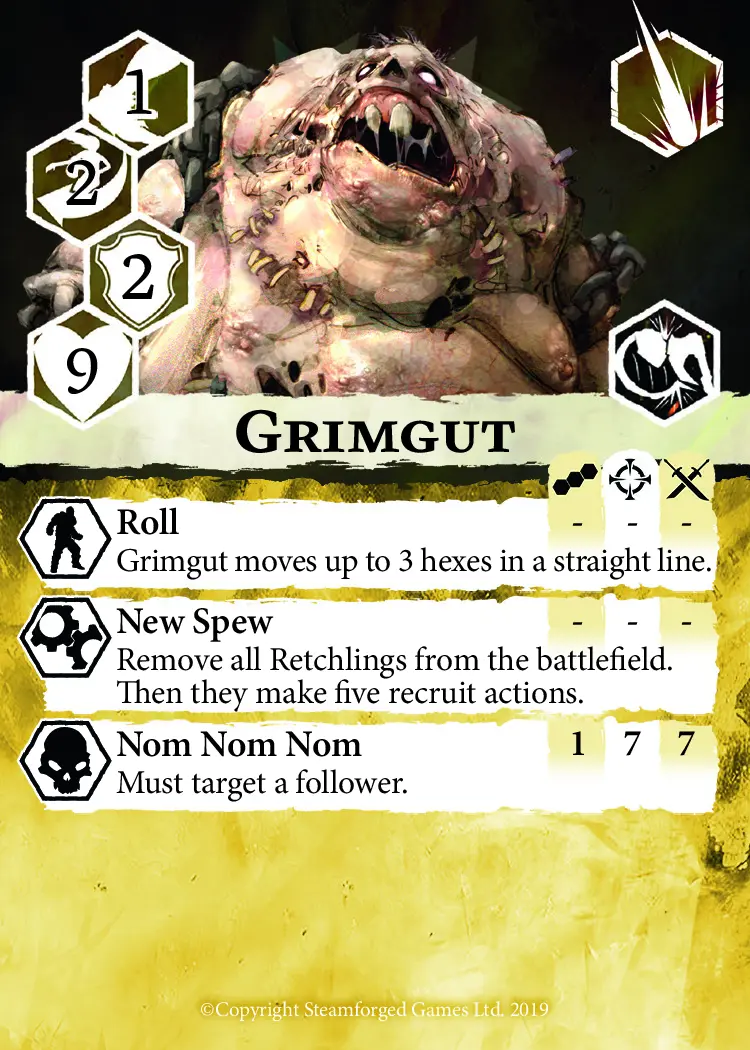 1
2
2
9
GRIMGUT
Roll - - -
Grimgut moves up to 3 hexes in a straight line.
New Spew - - -
Remove all Retchlings from the battlefield.
Then they make five recruit actions.
Nom Nom Nom 1 7 7
Must target a follower.
©Copyright Steamforged Games Ltd. 2019